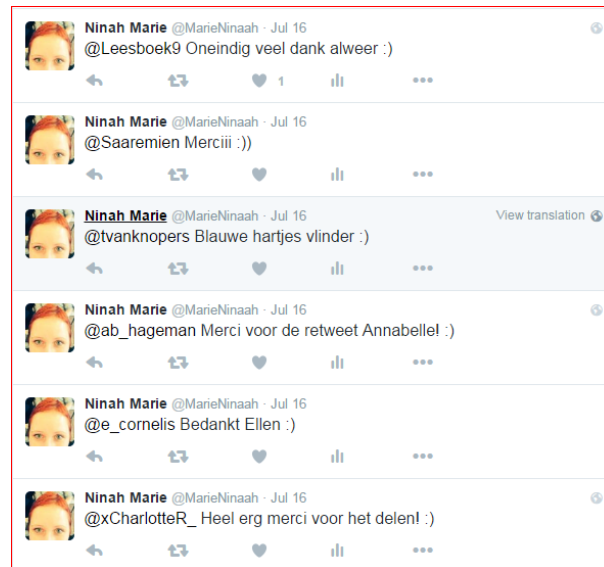 Ninah Marie @MarieNinaah · Jul 16
@Leesboek9 Oneindig veel dank alweer :)
1
Ninah Marie @MarieNinaah · Jul 16
@Saaremien Merciii :))
Ninah Marie @MarieNinaah · Jul 16 View translation
@tvanknopers Blauwe hartjes vlinder :)
Ninah Marie @MarieNinaah · Jul 16
@ab_hageman Merci voor de retweet Annabelle! :)
Ninah Marie @MarieNinaah · Jul 16
@e_cornelis Bedankt Ellen :)
Ninah Marie @MarieNinaah · Jul 16
@xCharlotteR_ Heel erg merci voor het delen! :)